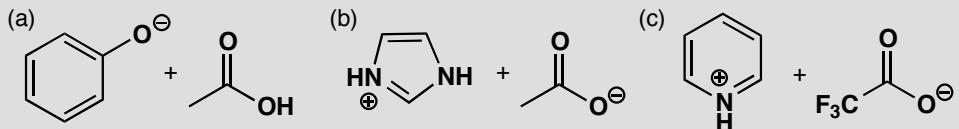 (a) O⊖ + O OH
(b) HN ⊕ NH + O O⊖
(c) ⊕ N H + O F₃C O⊖